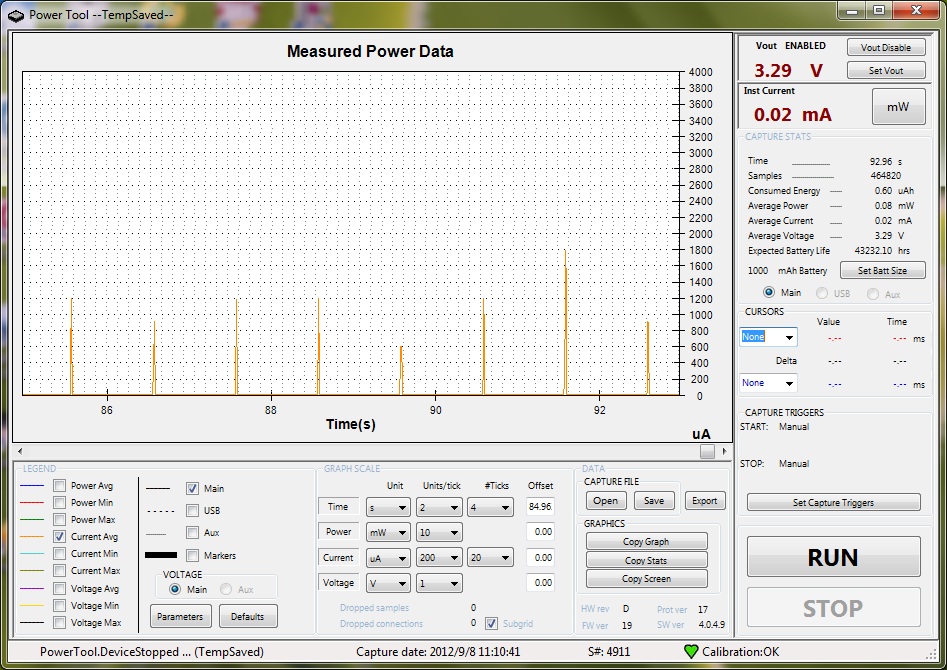 Power Tool --TempSaved--
Measured Power Data
4000
3800
3600
3400
3200
3000
2800
2600
2400
2200
2000
1800
1600
1400
1200
1000
800
600
400
200
0
86 88 90 92
Time(s)
uA
Vout ENABLED Vout Disable
3.29 V Set Vout
Inst Current
0.02 mA mW
CAPTURE STATS
Time 92.96 s
Samples 464820
Consumed Energy 0.60 uAh
Average Power 0.08 mW
Average Current 0.02 mA
Average Voltage 3.29 V
Expected Battery Life 43232.10 hrs
1000 mAh Battery Set Batt Size
Main USB Aux
CURSORS
Value Time
None -.-- -.-- ms
Delta -.-- -.--
None -.-- -.-- ms
CAPTURE TRIGGERS
START: Manual
STOP: Manual
Set Capture Triggers
RUN
STOP
LEGEND
Power Avg
Power Min
Power Max
Current Avg
Current Min
Current Max
Voltage Avg
Voltage Min
Voltage Max
Main
USB
Aux
Markers
VOLTAGE
Main Aux
Parameters Defaults
GRAPH SCALE
Unit Units/tick #Ticks Offset
Time s 2 4 84.96
Power mW 10 0.00
Current uA 200 20 0.00
Voltage V 1 0.00
Dropped samples 0
Dropped connections 0 Subgrid
DATA
CAPTURE FILE
Open Save Export
GRAPHICS
Copy Graph
Copy Stats
Copy Screen
HW rev D Prot ver 17
FW ver 19 SW ver 4.0.4.9
PowerTool.DeviceStopped ... (TempSaved) Capture date: 2012/9/8 11:10:41 S#: 4911 Calibration:OK